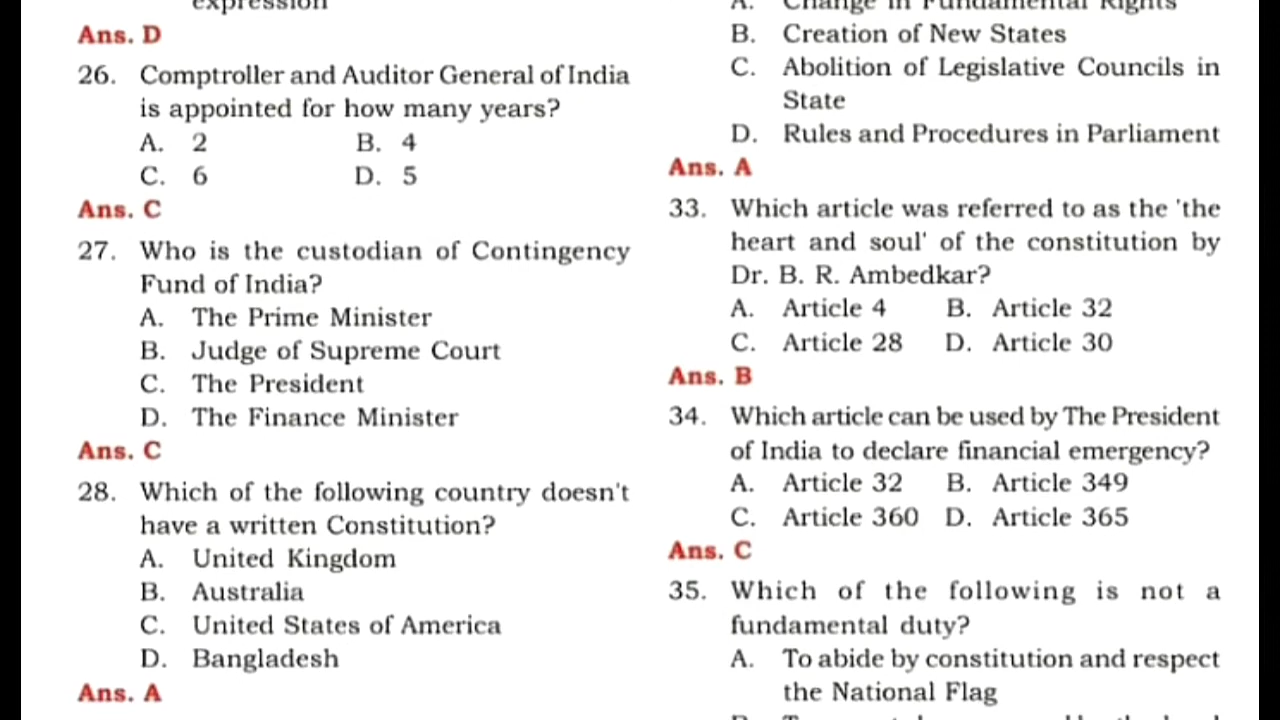 expression
Ans. D
26. Comptroller and Auditor General of India
is appointed for how many years?
A. 2 B. 4
C. 6 D. 5
Ans. C
27. Who is the custodian of Contingency
Fund of India?
A. The Prime Minister
B. Judge of Supreme Court
C. The President
D. The Finance Minister
Ans. C
28. Which of the following country doesn't
have a written Constitution?
A. United Kingdom
B. Australia
C. United States of America
D. Bangladesh
Ans. A
A. Change in Fundamental Rights
B. Creation of New States
C. Abolition of Legislative Councils in
State
D. Rules and Procedures in Parliament
Ans. A
33. Which article was referred to as the 'the
heart and soul' of the constitution by
Dr. B. R. Ambedkar?
A. Article 4 B. Article 32
C. Article 28 D. Article 30
Ans. B
34. Which article can be used by The President
of India to declare financial emergency?
A. Article 32 B. Article 349
C. Article 360 D. Article 365
Ans. C
35. Which of the following is not a
fundamental duty?
A. To abide by constitution and respect
the National Flag